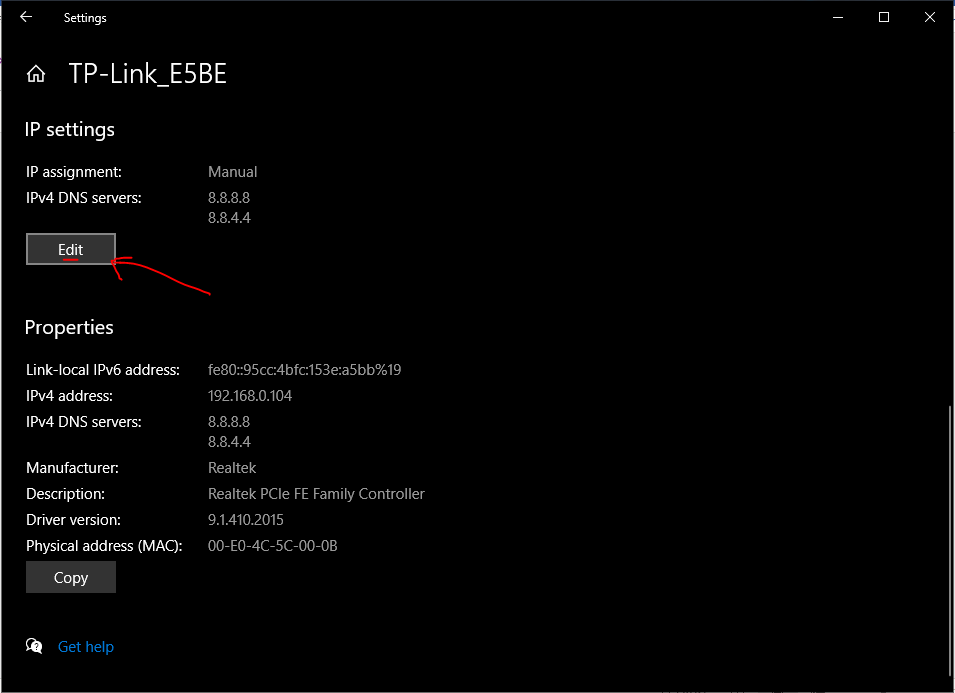 Settings
TP-Link_E5BE
IP settings
IP assignment: Manual
IPv4 DNS servers: 8.8.8.8
8.8.4.4
Edit
Properties
Link-local IPv6 address: fe80::95cc:4bfc:153e:a5bb%19
IPv4 address: 192.168.0.104
IPv4 DNS servers: 8.8.8.8
8.8.4.4
Manufacturer: Realtek
Description: Realtek PCIe FE Family Controller
Driver version: 9.1.410.2015
Physical address (MAC): 00-E0-4C-5C-00-0B
Copy
Get help